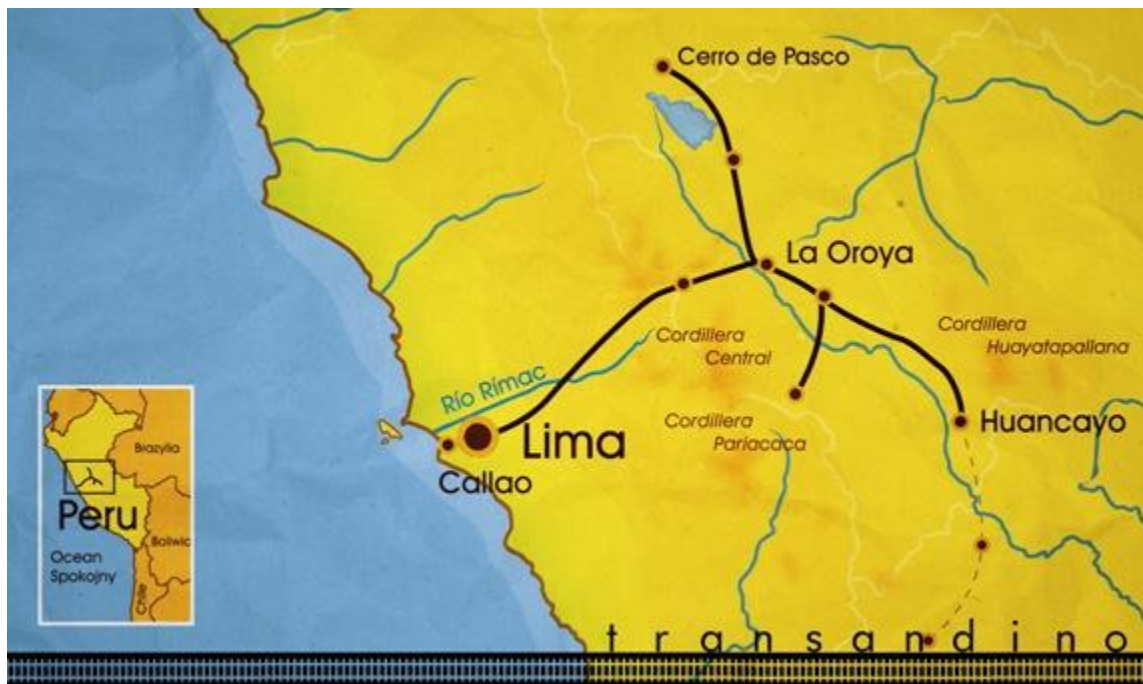 Cerro de Pasco
La Oroya
Cordillera
Central
Cordillera
Huayatapallana
Río Rímac
Cordillera
Pariacaca
Huancayo
Lima
Callao
Brazylia
Peru
Boliwia
Ocean
Spokojny
Chile
transandino